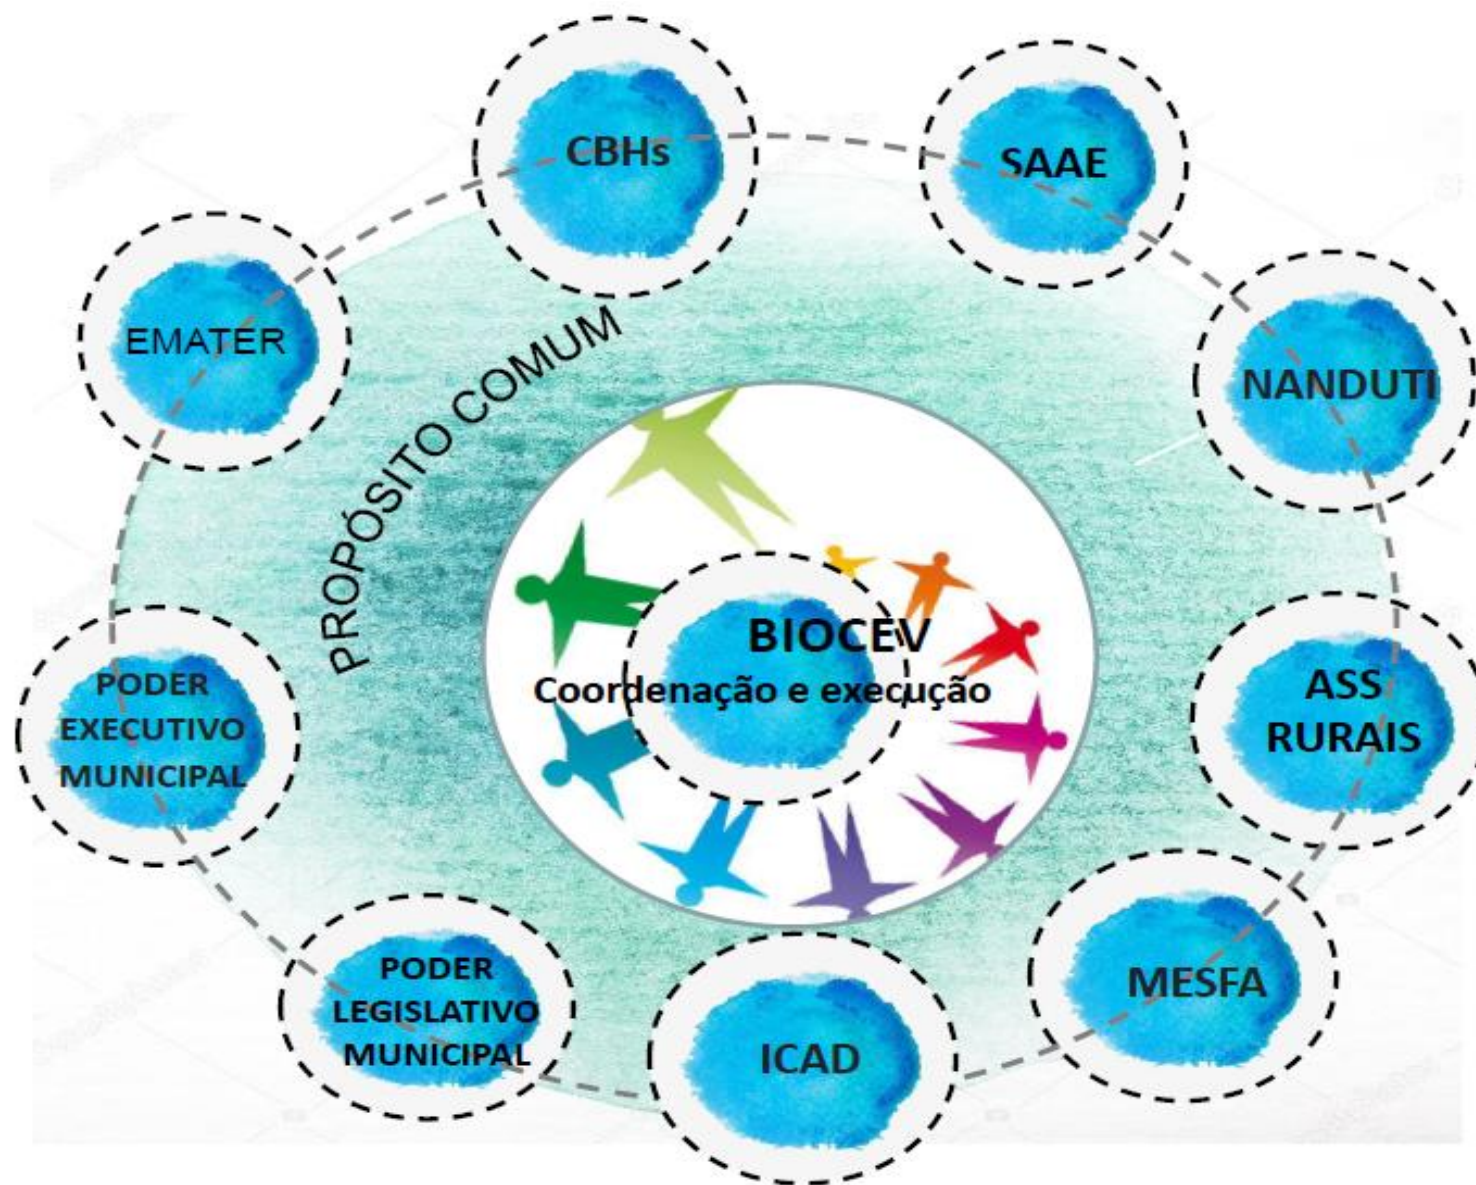 CBHs
SAAE
EMATER
NANDUTI
PROPÓSITO COMUM
BIOCEV
Coordenação e execução
PODER
EXECUTIVO
MUNICIPAL
ASS
RURAIS
PODER
LEGISLATIVO
MUNICIPAL
ICAD
MESFA